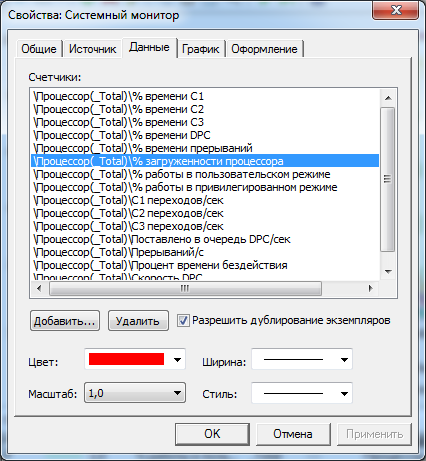 Свойства: Системный монитор
Общие Источник Данные График Оформление
Счетчики:
\Процессор(_Total)\% времени C1
\Процессор(_Total)\% времени C2
\Процессор(_Total)\% времени C3
\Процессор(_Total)\% времени DPC
\Процессор(_Total)\% времени прерываний
\Процессор(_Total)\% загруженности процессора
\Процессор(_Total)\% работы в пользовательском режиме
\Процессор(_Total)\% работы в привилегированном режиме
\Процессор(_Total)\C1 переходов/сек
\Процессор(_Total)\C2 переходов/сек
\Процессор(_Total)\C3 переходов/сек
\Процессор(_Total)\Поставлено в очередь DPC/сек
\Процессор(_Total)\Прерываний/с
\Процессор(_Total)\Процент времени бездействия
\Процессор(_Total)\Скорость DPC
Добавить... Удалить Разрешить дублирование экземпляров
Цвет: Ширина:
Масштаб: 1,0 Стиль:
OK Отмена Применить